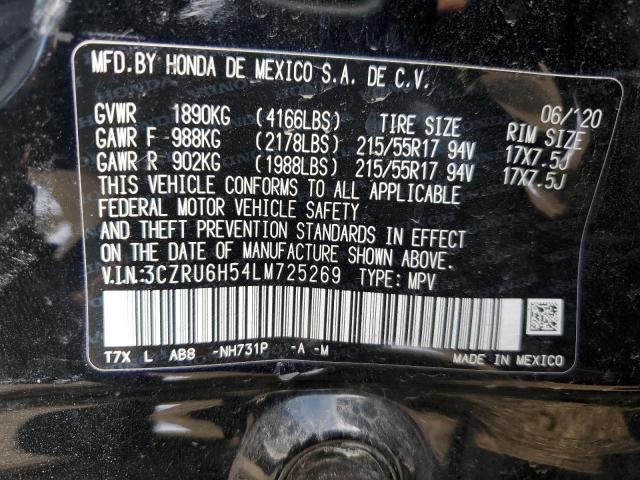 MFD.BY HONDA DE MEXICO S.A. DE C.V.
06/'20
GVWR 1890KG (4166LBS) TIRE SIZE RIM SIZE
GAWR F 988KG (2178LBS) 215/55R17 94V 17X7.5J
GAWR R 902KG (1988LBS) 215/55R17 94V 17X7.5J
THIS VEHICLE CONFORMS TO ALL APPLICABLE
FEDERAL MOTOR VEHICLE SAFETY
AND THEFT PREVENTION STANDARDS IN EFFECT
ON THE DATE OF MANUFACTURE SHOWN ABOVE.
V.I.N.:3CZRU6H54LM725269 TYPE: MPV
T7X L AB8 -NH731P -A -M MADE IN MEXICO